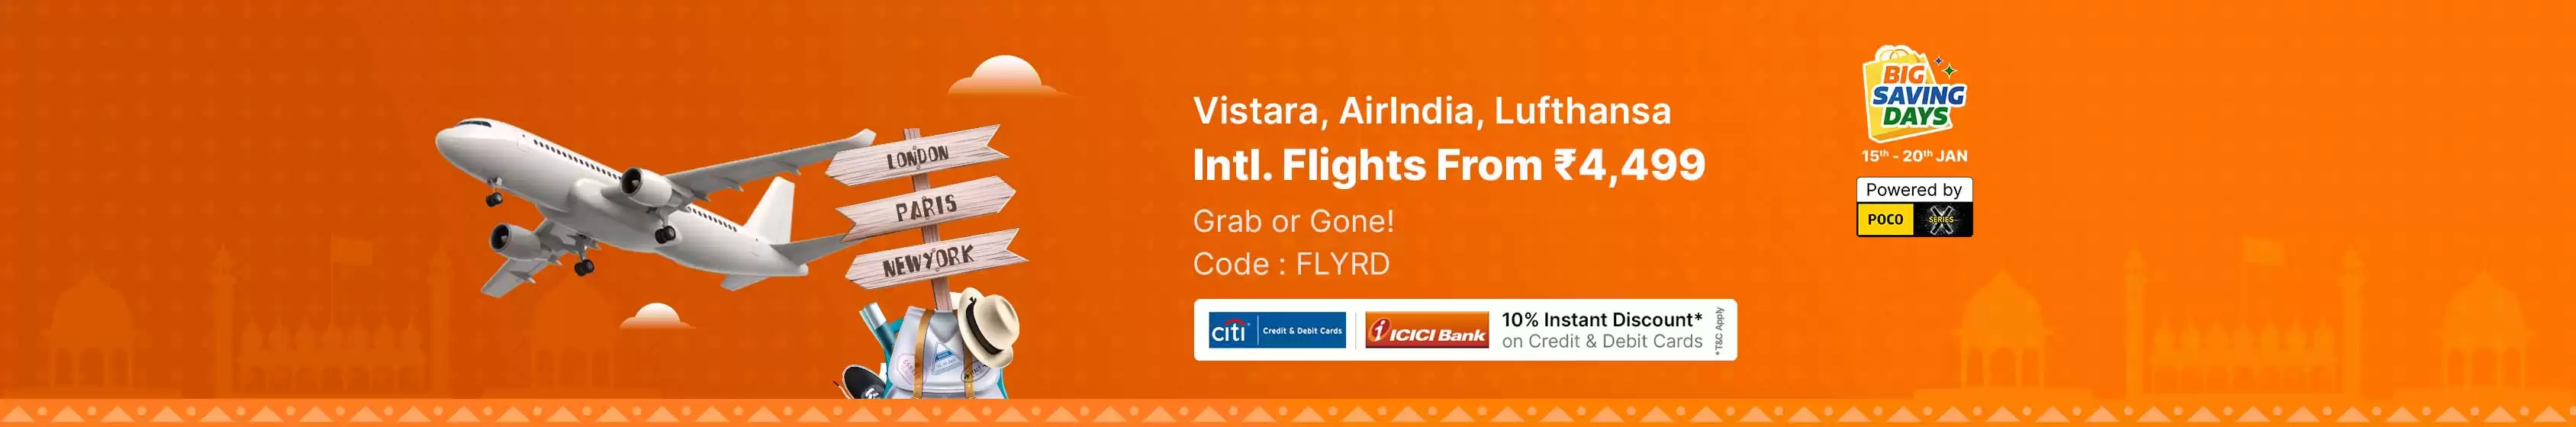 LONDON
PARIS
NEWYORK
Vistara, AirIndia, Lufthansa
Intl. Flights From ₹4,499
Grab or Gone!
Code : FLYRD
citi Credit & Debit Cards
ICICI Bank
10% Instant Discount*
on Credit & Debit Cards
*T&C Apply
BIG
SAVING
DAYS
15th - 20th JAN
Powered by
POCO
X SERIES